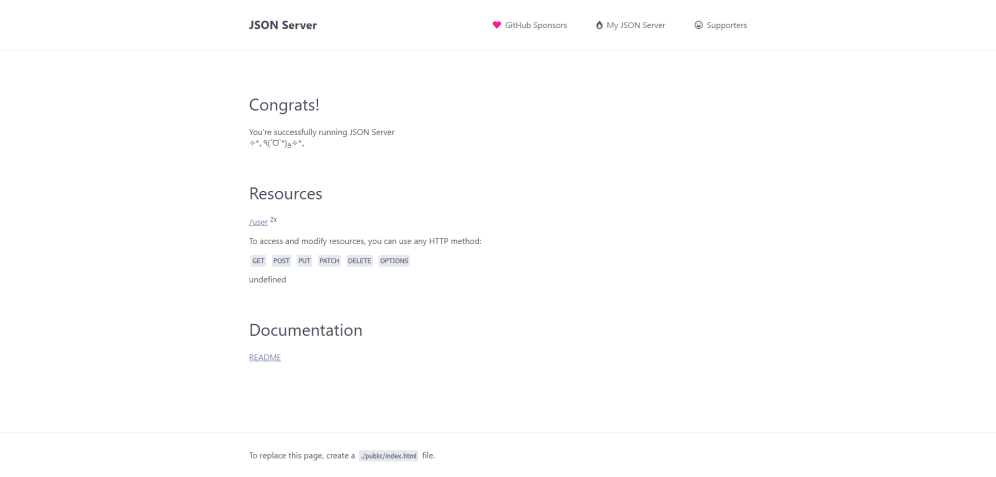 JSON Server
GitHub Sponsors
My JSON Server
Supporters
Congrats!
You're successfully running JSON Server
✧*｡٩(ˊᗜˋ*)و✧*｡
Resources
/user 2x
To access and modify resources, you can use any HTTP method:
GET POST PUT PATCH DELETE OPTIONS
undefined
Documentation
README
To replace this page, create a ./public/index.html file.